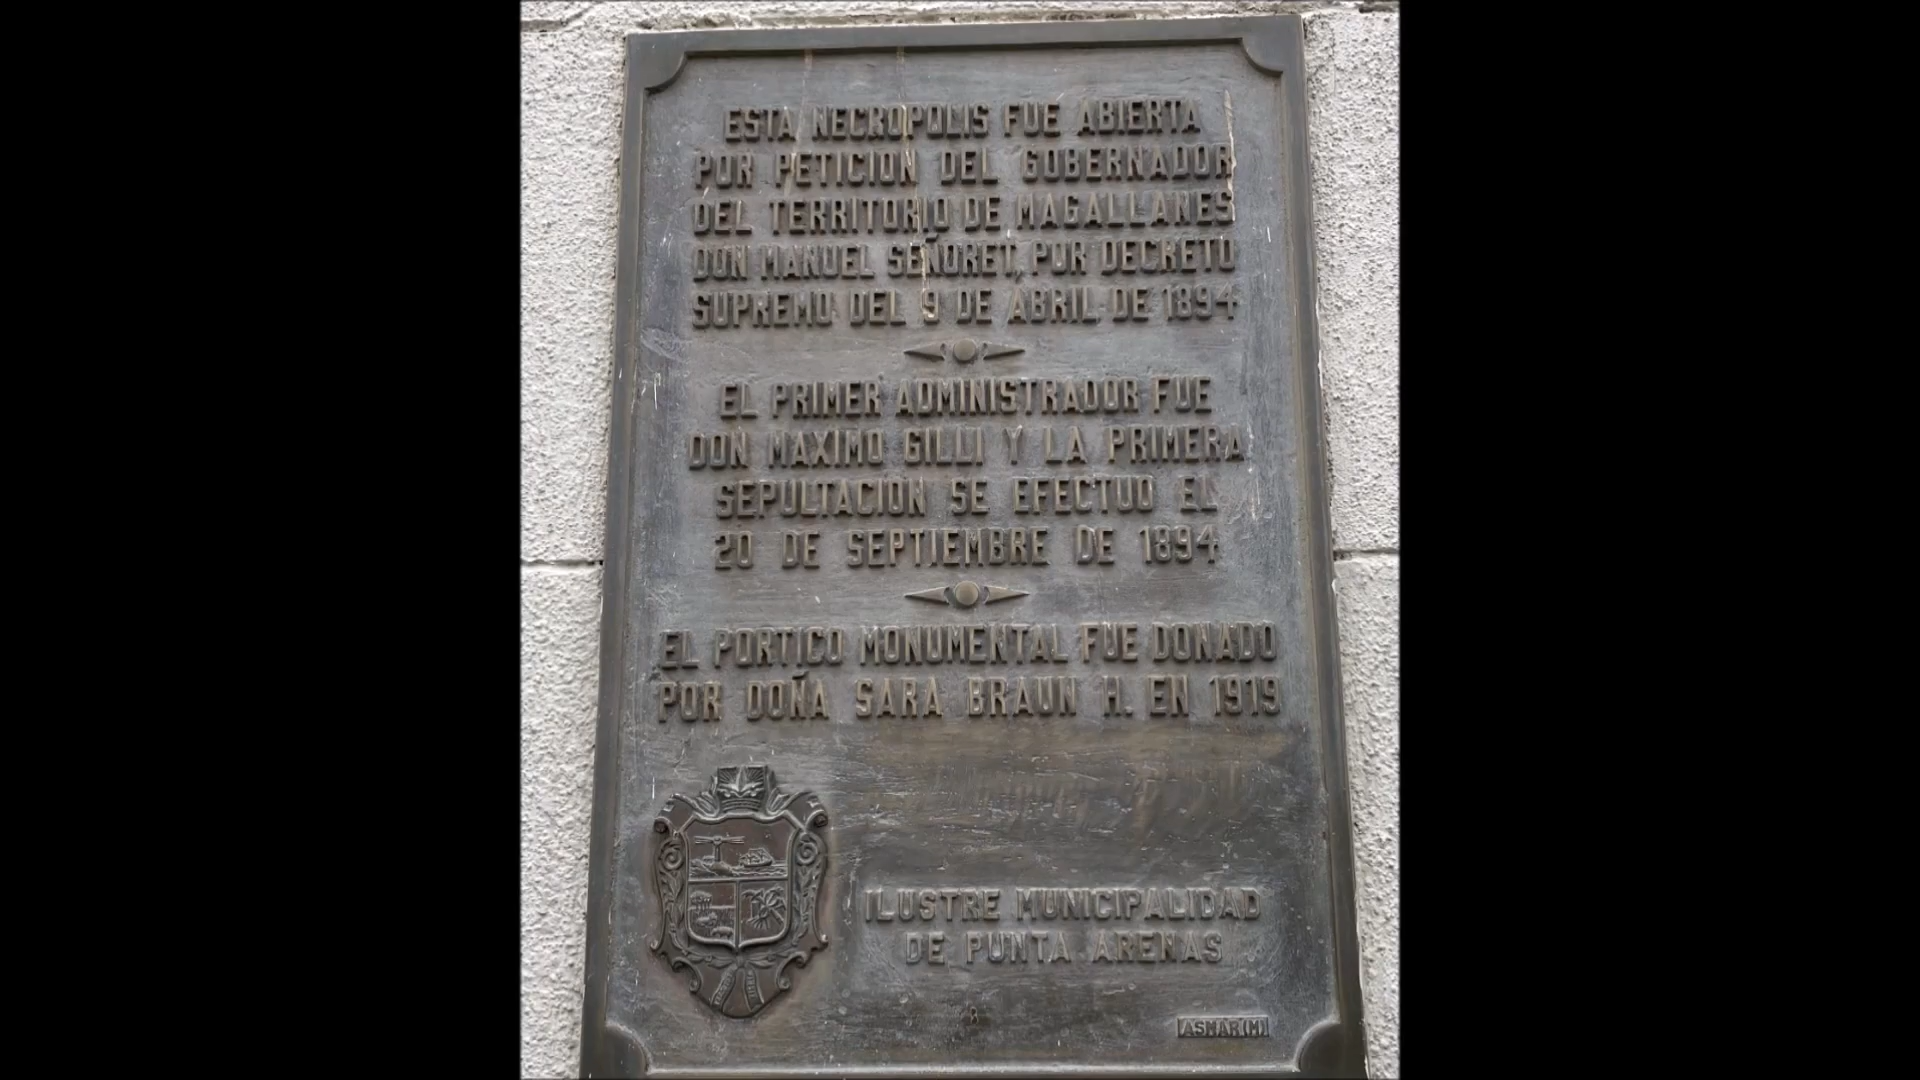 ESTA NECROPOLIS FUE ABIERTA
POR PETICION DEL GOBERNADOR
DEL TERRITORIO DE MAGALLANES
DON MANUEL SEÑORET, POR DECRETO
SUPREMO DEL 9 DE ABRIL DE 1894
EL PRIMER ADMINISTRADOR FUE
DON MAXIMO GILLI Y LA PRIMERA
SEPULTACION SE EFECTUO EL
20 DE SEPTIEMBRE DE 1894
EL PORTICO MONUMENTAL FUE DONADO
POR DOÑA SARA BRAUN H. EN 1919
ILUSTRE MUNICIPALIDAD
DE PUNTA ARENAS
ASMAR(M)